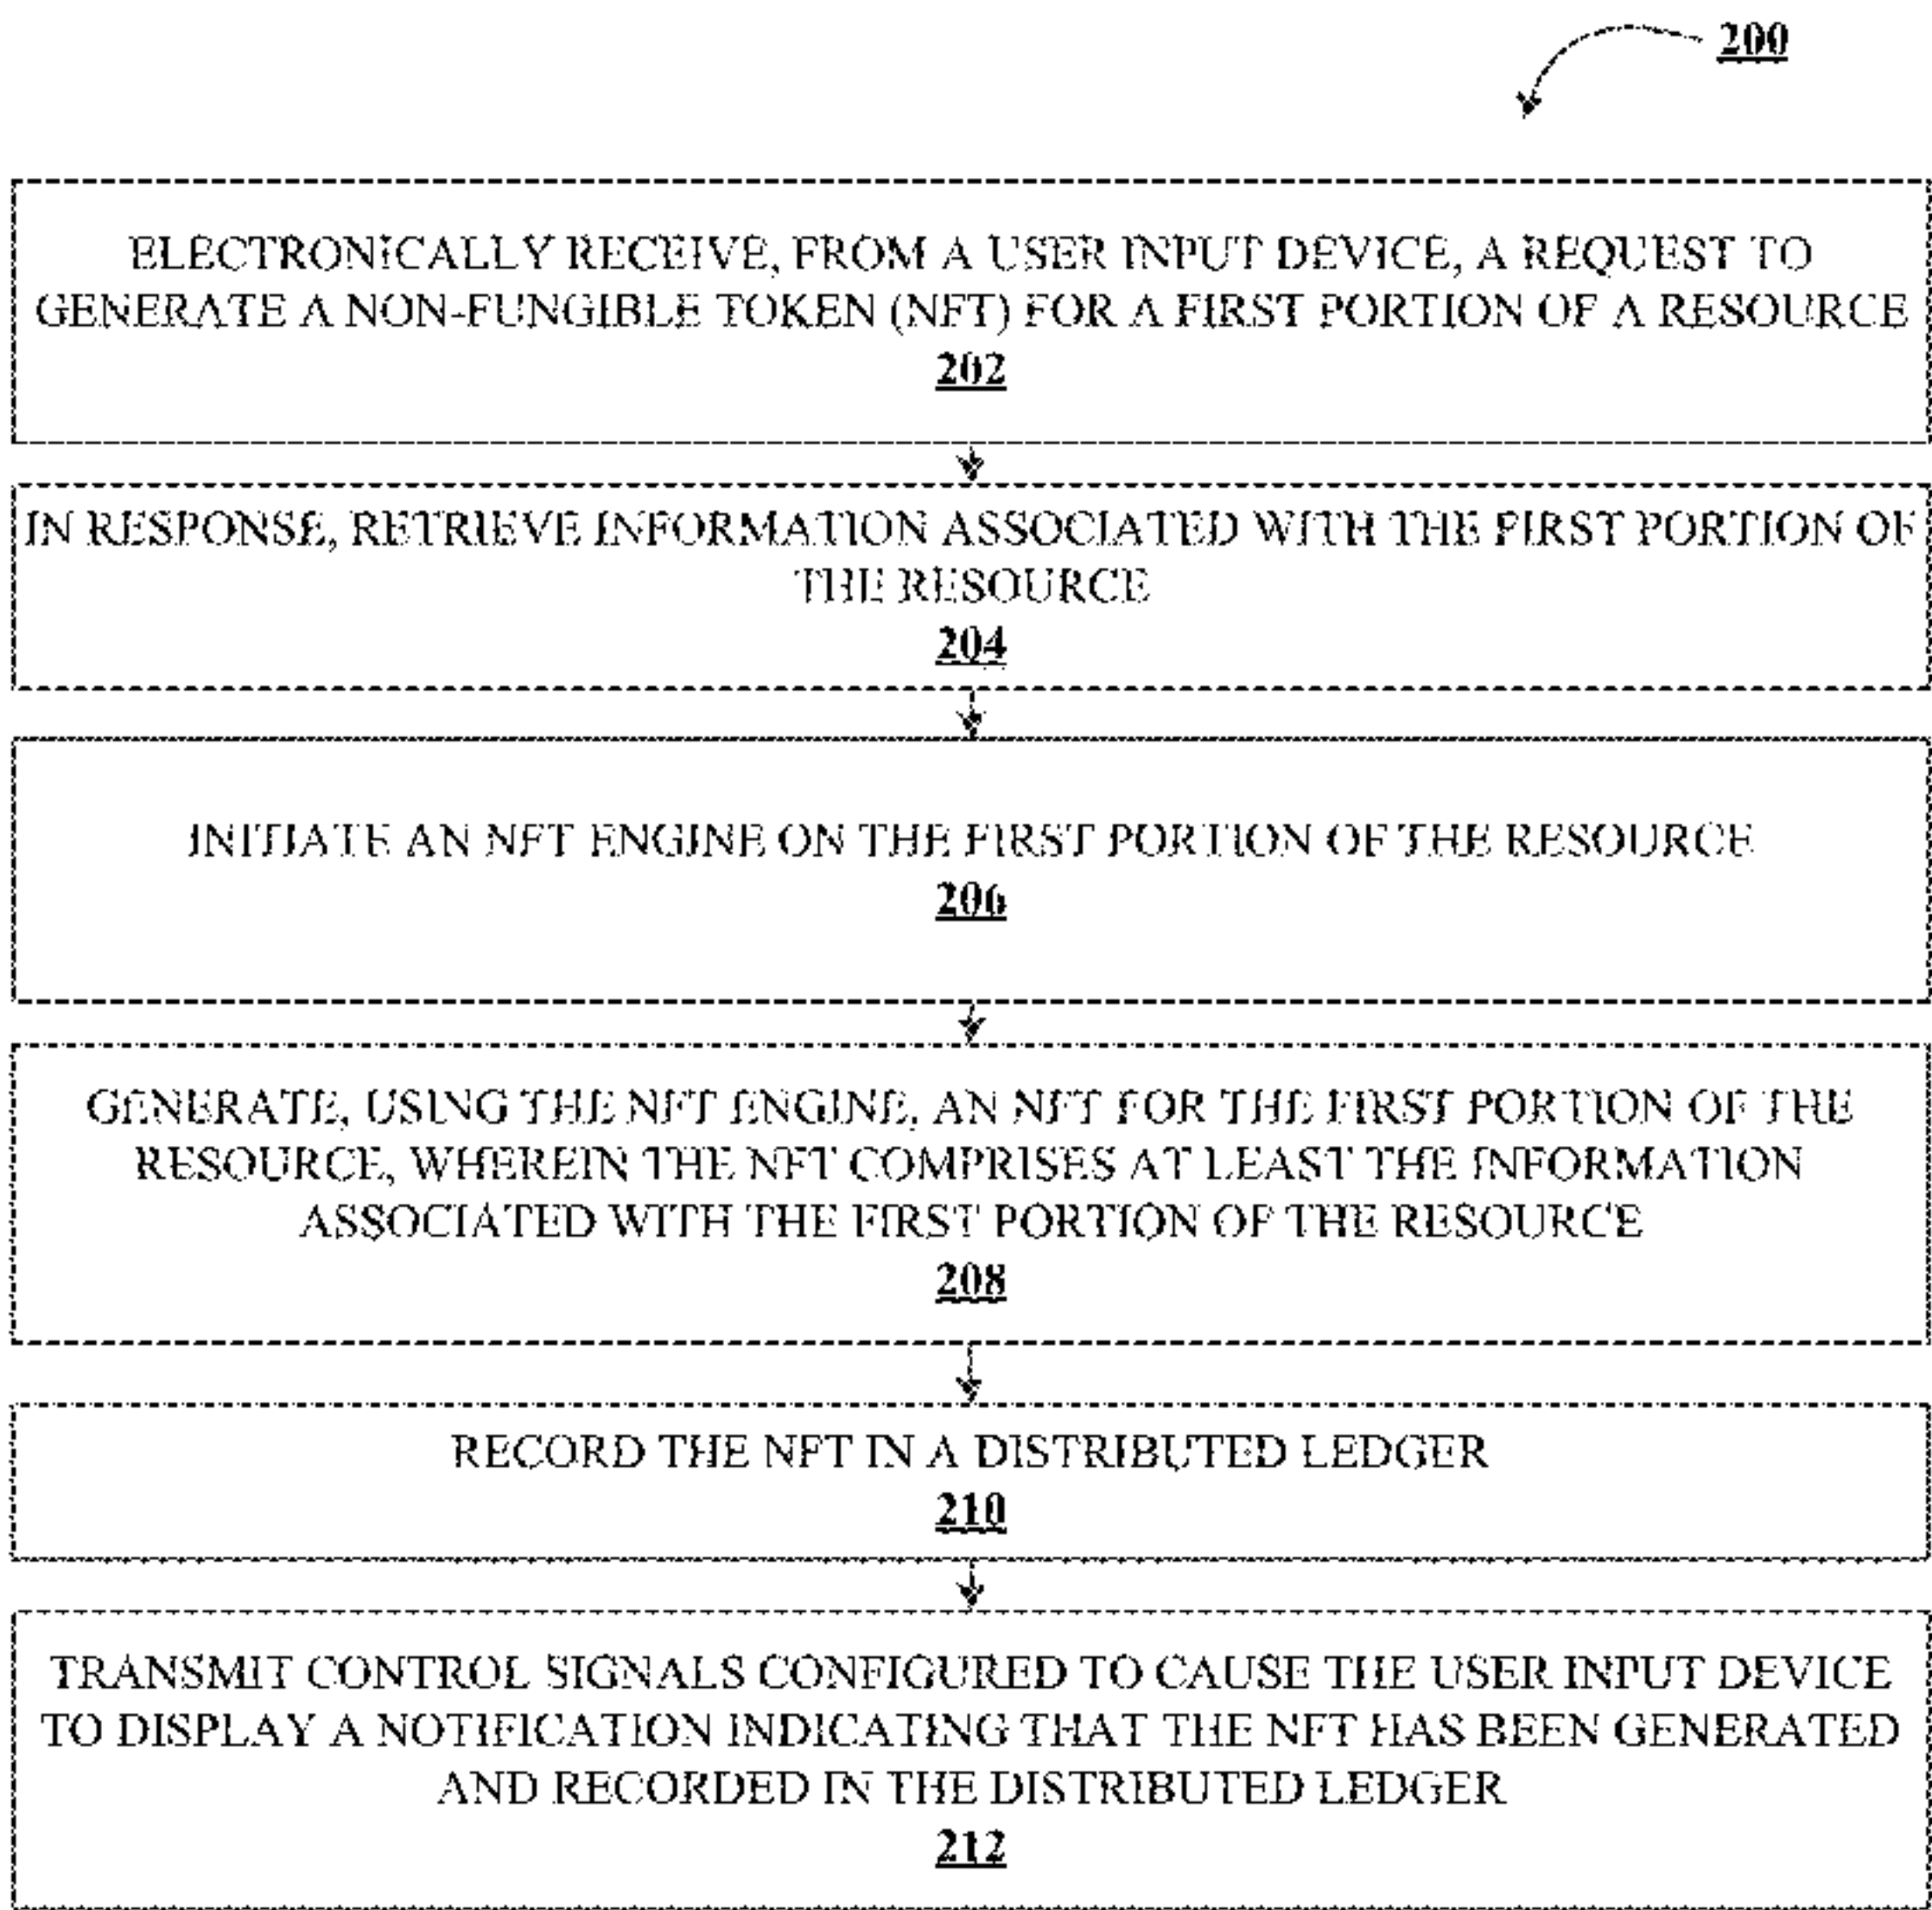 200
ELECTRONICALLY RECEIVE, FROM A USER INPUT DEVICE, A REQUEST TO
GENERATE A NON-FUNGIBLE TOKEN (NFT) FOR A FIRST PORTION OF A RESOURCE
202
IN RESPONSE, RETRIEVE INFORMATION ASSOCIATED WITH THE FIRST PORTION OF
THE RESOURCE
204
INITIATE AN NFT ENGINE ON THE FIRST PORTION OF THE RESOURCE
206
GENERATE, USING THE NFT ENGINE, AN NFT FOR THE FIRST PORTION OF THE
RESOURCE, WHEREIN THE NFT COMPRISES AT LEAST THE INFORMATION
ASSOCIATED WITH THE FIRST PORTION OF THE RESOURCE
208
RECORD THE NFT IN A DISTRIBUTED LEDGER
210
TRANSMIT CONTROL SIGNALS CONFIGURED TO CAUSE THE USER INPUT DEVICE
TO DISPLAY A NOTIFICATION INDICATING THAT THE NFT HAS BEEN GENERATED
AND RECORDED IN THE DISTRIBUTED LEDGER
212